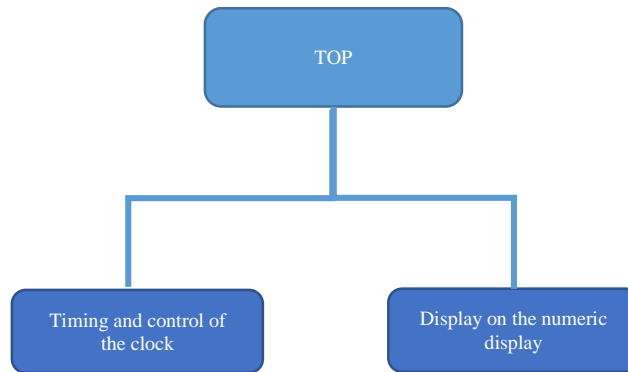 TOP
Timing and control of
the clock
Display on the numeric
display